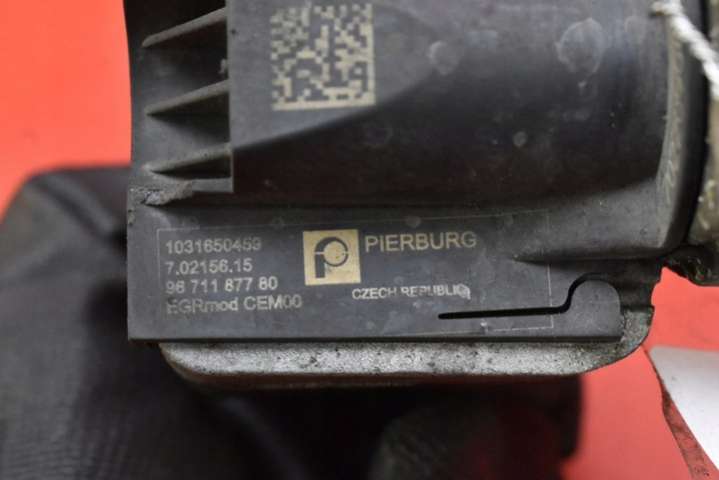 1031650459
PIERBURG
7.02156.15
96 711 877 80
CZECH REPUBLIC
EGRmod CEM00